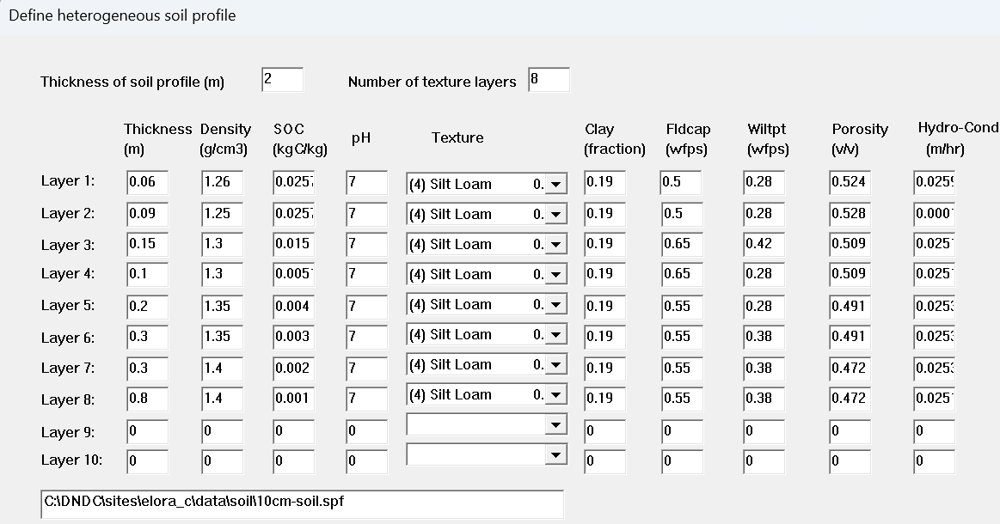 Define heterogeneous soil profile
Thickness of soil profile (m) 2 Number of texture layers 8
Thickness Density SOC pH Texture Clay Fldcap Wiltpt Porosity Hydro-Cond
(m) (g/cm3) (kgC/kg) (fraction) (wfps) (wfps) (v/v) (m/hr)
Layer 1: 0.06 1.26 0.025 7 (4) Silt Loam 0. 0.19 0.5 0.28 0.524 0.025
Layer 2: 0.09 1.25 0.025 7 (4) Silt Loam 0. 0.19 0.5 0.28 0.528 0.000
Layer 3: 0.15 1.3 0.015 7 (4) Silt Loam 0. 0.19 0.65 0.42 0.509 0.025
Layer 4: 0.1 1.3 0.005 7 (4) Silt Loam 0. 0.19 0.65 0.28 0.509 0.025
Layer 5: 0.2 1.35 0.004 7 (4) Silt Loam 0. 0.19 0.55 0.28 0.491 0.025
Layer 6: 0.3 1.35 0.003 7 (4) Silt Loam 0. 0.19 0.55 0.38 0.491 0.025
Layer 7: 0.3 1.4 0.002 7 (4) Silt Loam 0. 0.19 0.55 0.38 0.472 0.025
Layer 8: 0.8 1.4 0.001 7 (4) Silt Loam 0. 0.19 0.55 0.38 0.472 0.025
Layer 9: 0 0 0 0 0 0 0 0 0
Layer 10: 0 0 0 0 0 0 0 0 0
C:\DNDC\sites\elora_c\data\soil\10cm-soil.spf